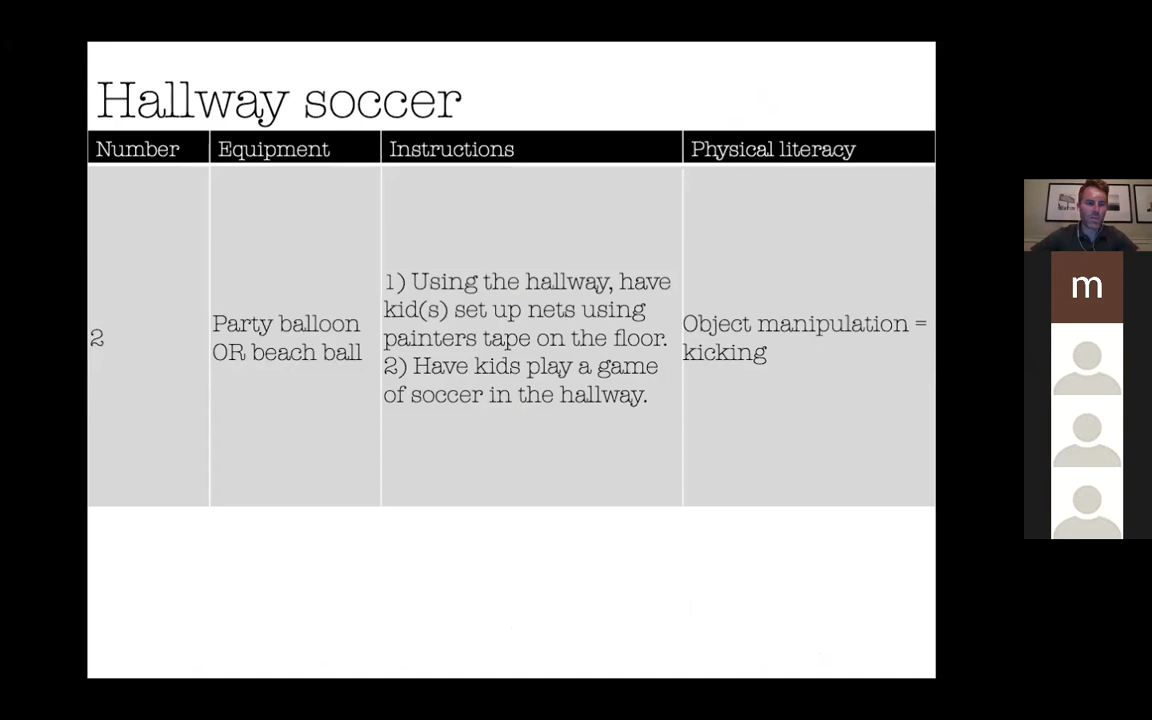 Hallway soccer
Number Equipment Instructions Physical literacy
2
Party balloon
OR beach ball
1) Using the hallway, have
kid(s) set up nets using
painters tape on the floor.
2) Have kids play a game
of soccer in the hallway.
Object manipulation =
kicking
m